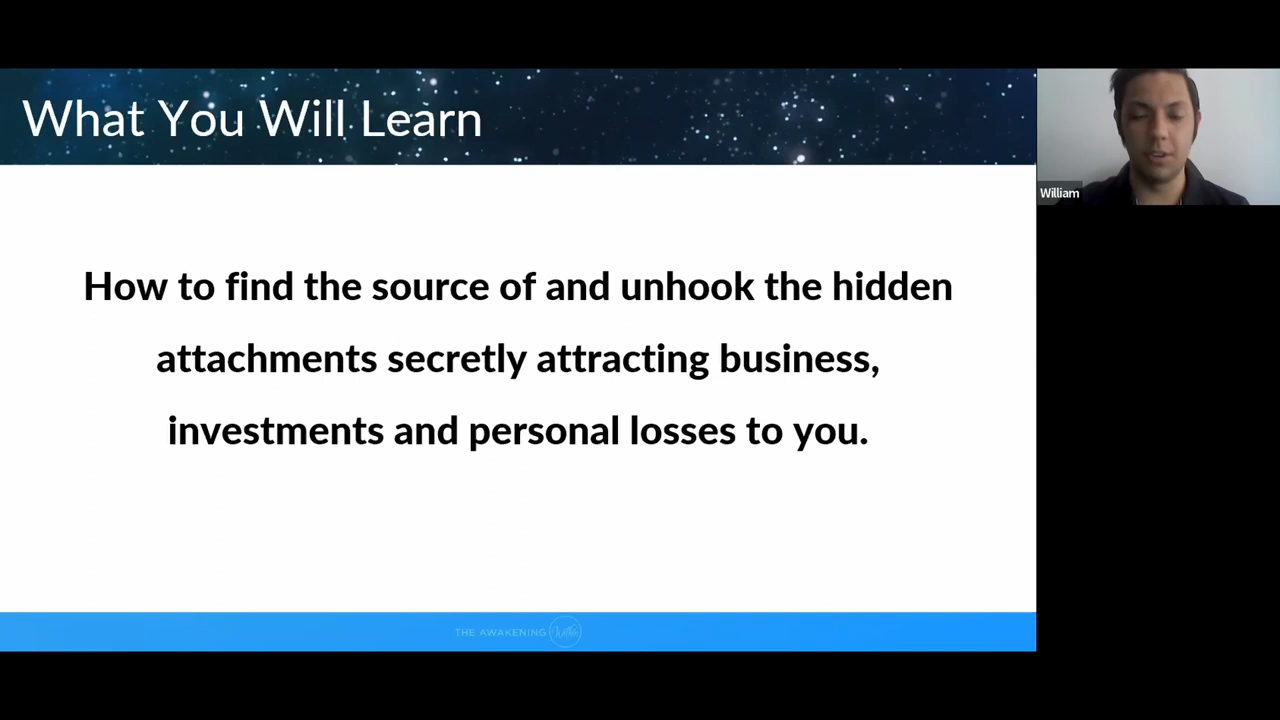 What You Will Learn
William
How to find the source of and unhook the hidden
attachments secretly attracting business,
investments and personal losses to you.
THE AWAKENING Within